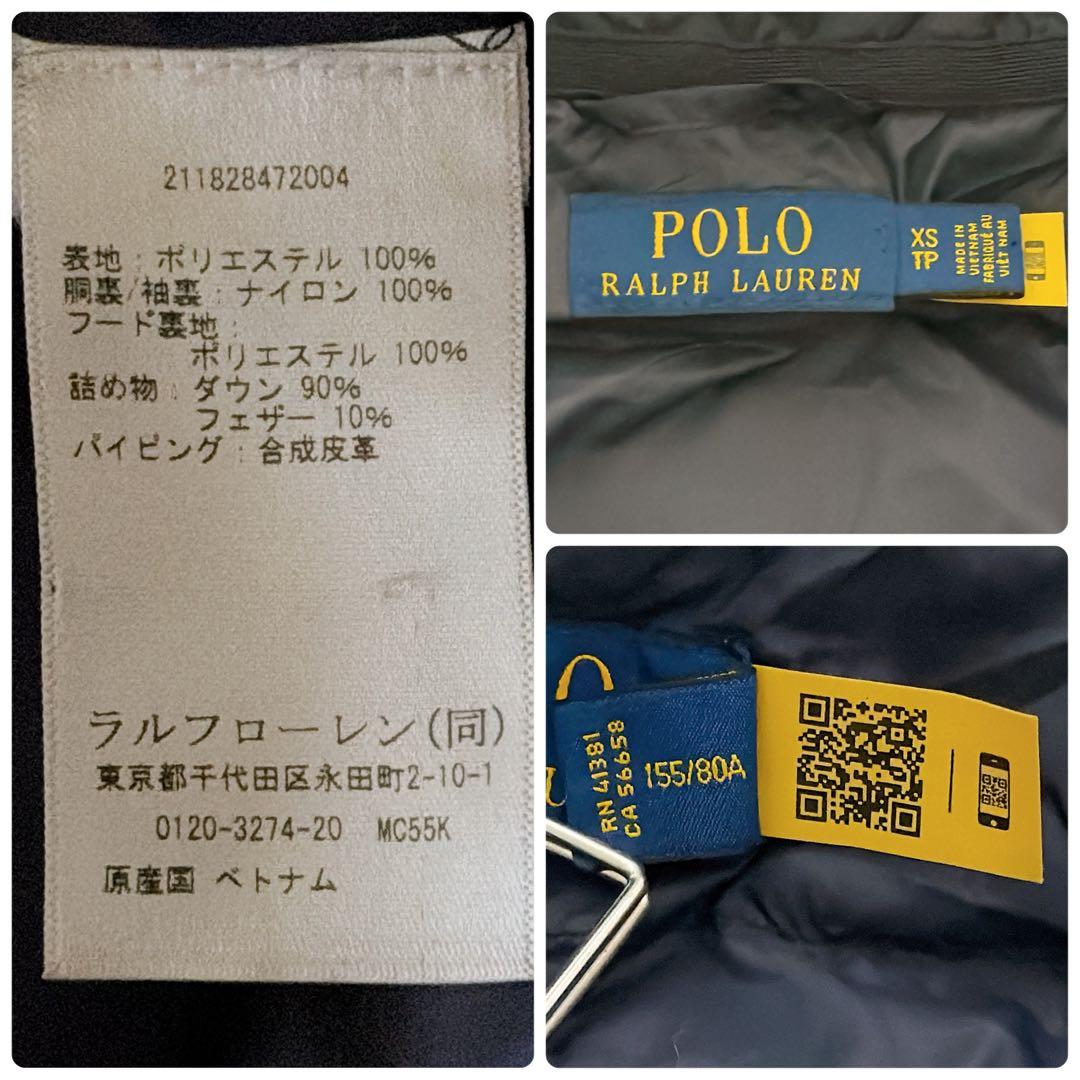 211828472004
表地:ポリエステル 100%
胴裏/袖裏:ナイロン 100%
フード裏地:
ポリエステル 100%
詰め物:ダウン 90%
フェザー 10%
パイピング:合成皮革
ラルフローレン(同)
東京都千代田区永田町2-10-1
0120-3274-20 MC55K
原産国 ベトナム
POLO
RALPH LAUREN
XS
TP
MADE IN
VIETNAM
FABRIQUÉ AU
VIÊT NAM
RN 41381
CA 56658
155/80A